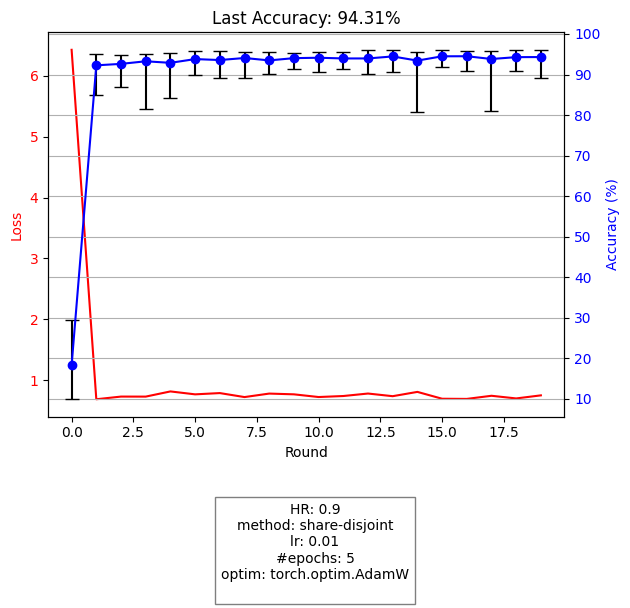 Last Accuracy: 94.31%
6
5
4
3
2
1
Loss
100
90
80
70
60
50
40
30
20
10
Accuracy (%)
0.0 2.5 5.0 7.5 10.0 12.5 15.0 17.5
Round
HR: 0.9
method: share-disjoint
lr: 0.01
#epochs: 5
optim: torch.optim.AdamW